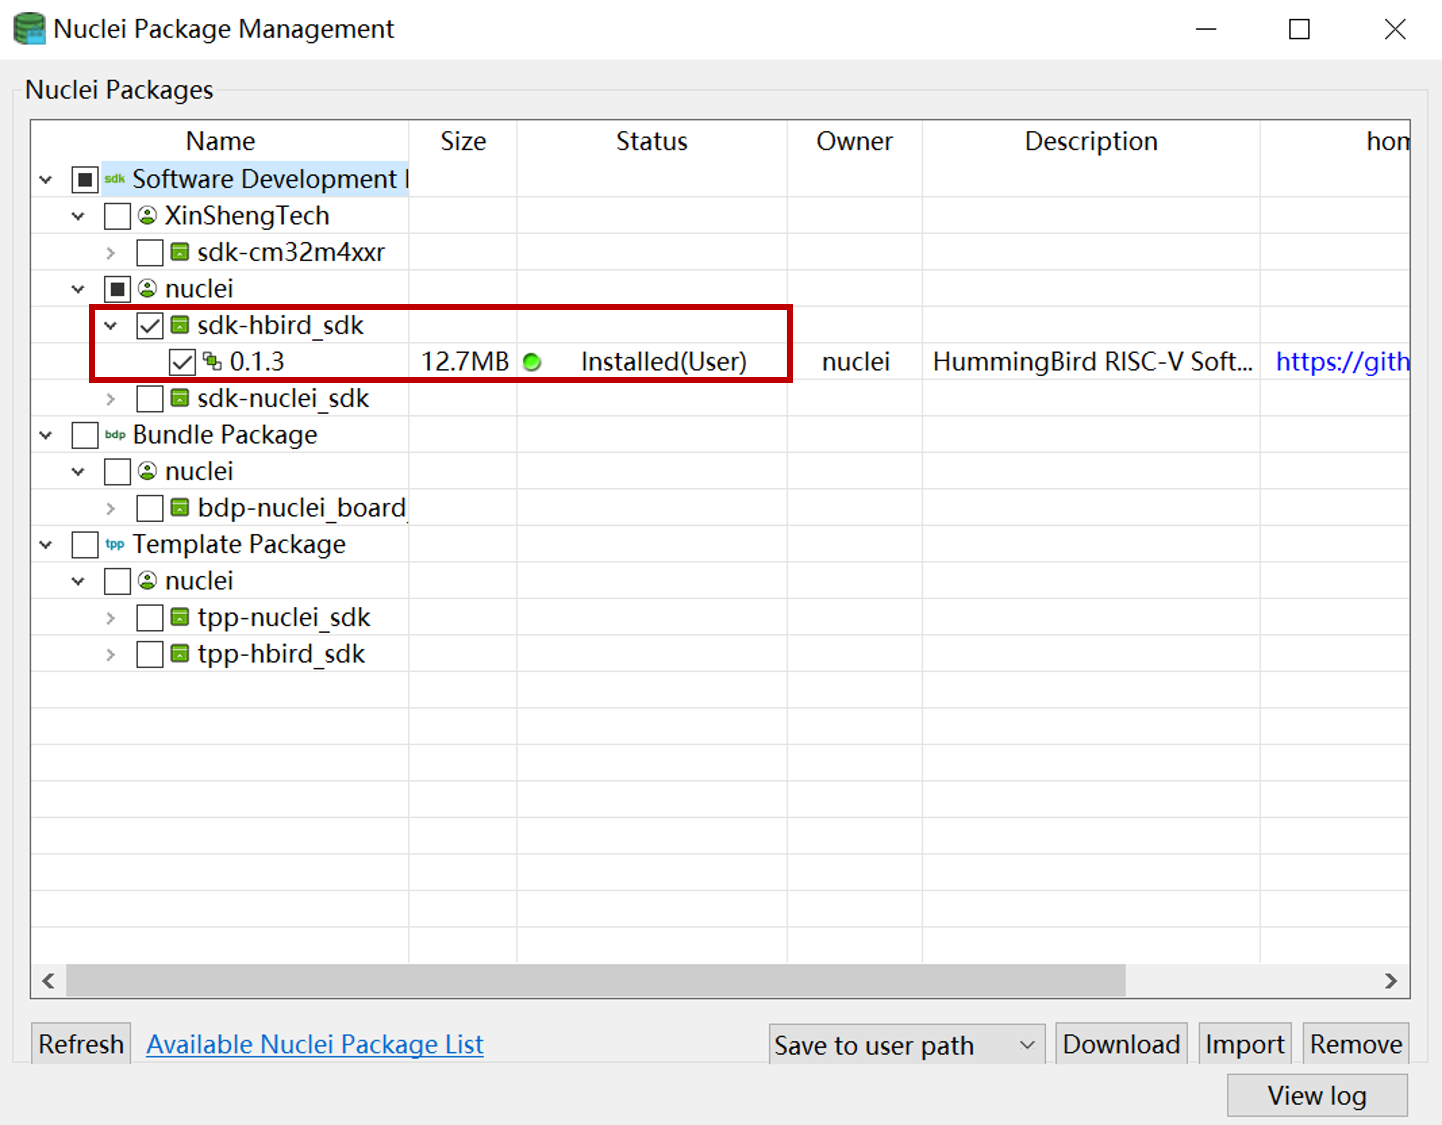 Nuclei Package Management
Nuclei Packages
Name Size Status Owner Description hom
sdk Software Development
XinShengTech
sdk-cm32m4xxr
nuclei
sdk-hbird_sdk
0.1.3 12.7MB Installed(User) nuclei HummingBird RISC-V Soft... https://gith
sdk-nuclei_sdk
bdp Bundle Package
nuclei
bdp-nuclei_board_
tpp Template Package
nuclei
tpp-nuclei_sdk
tpp-hbird_sdk
Refresh Available Nuclei Package List Save to user path Download Import Remove
View log